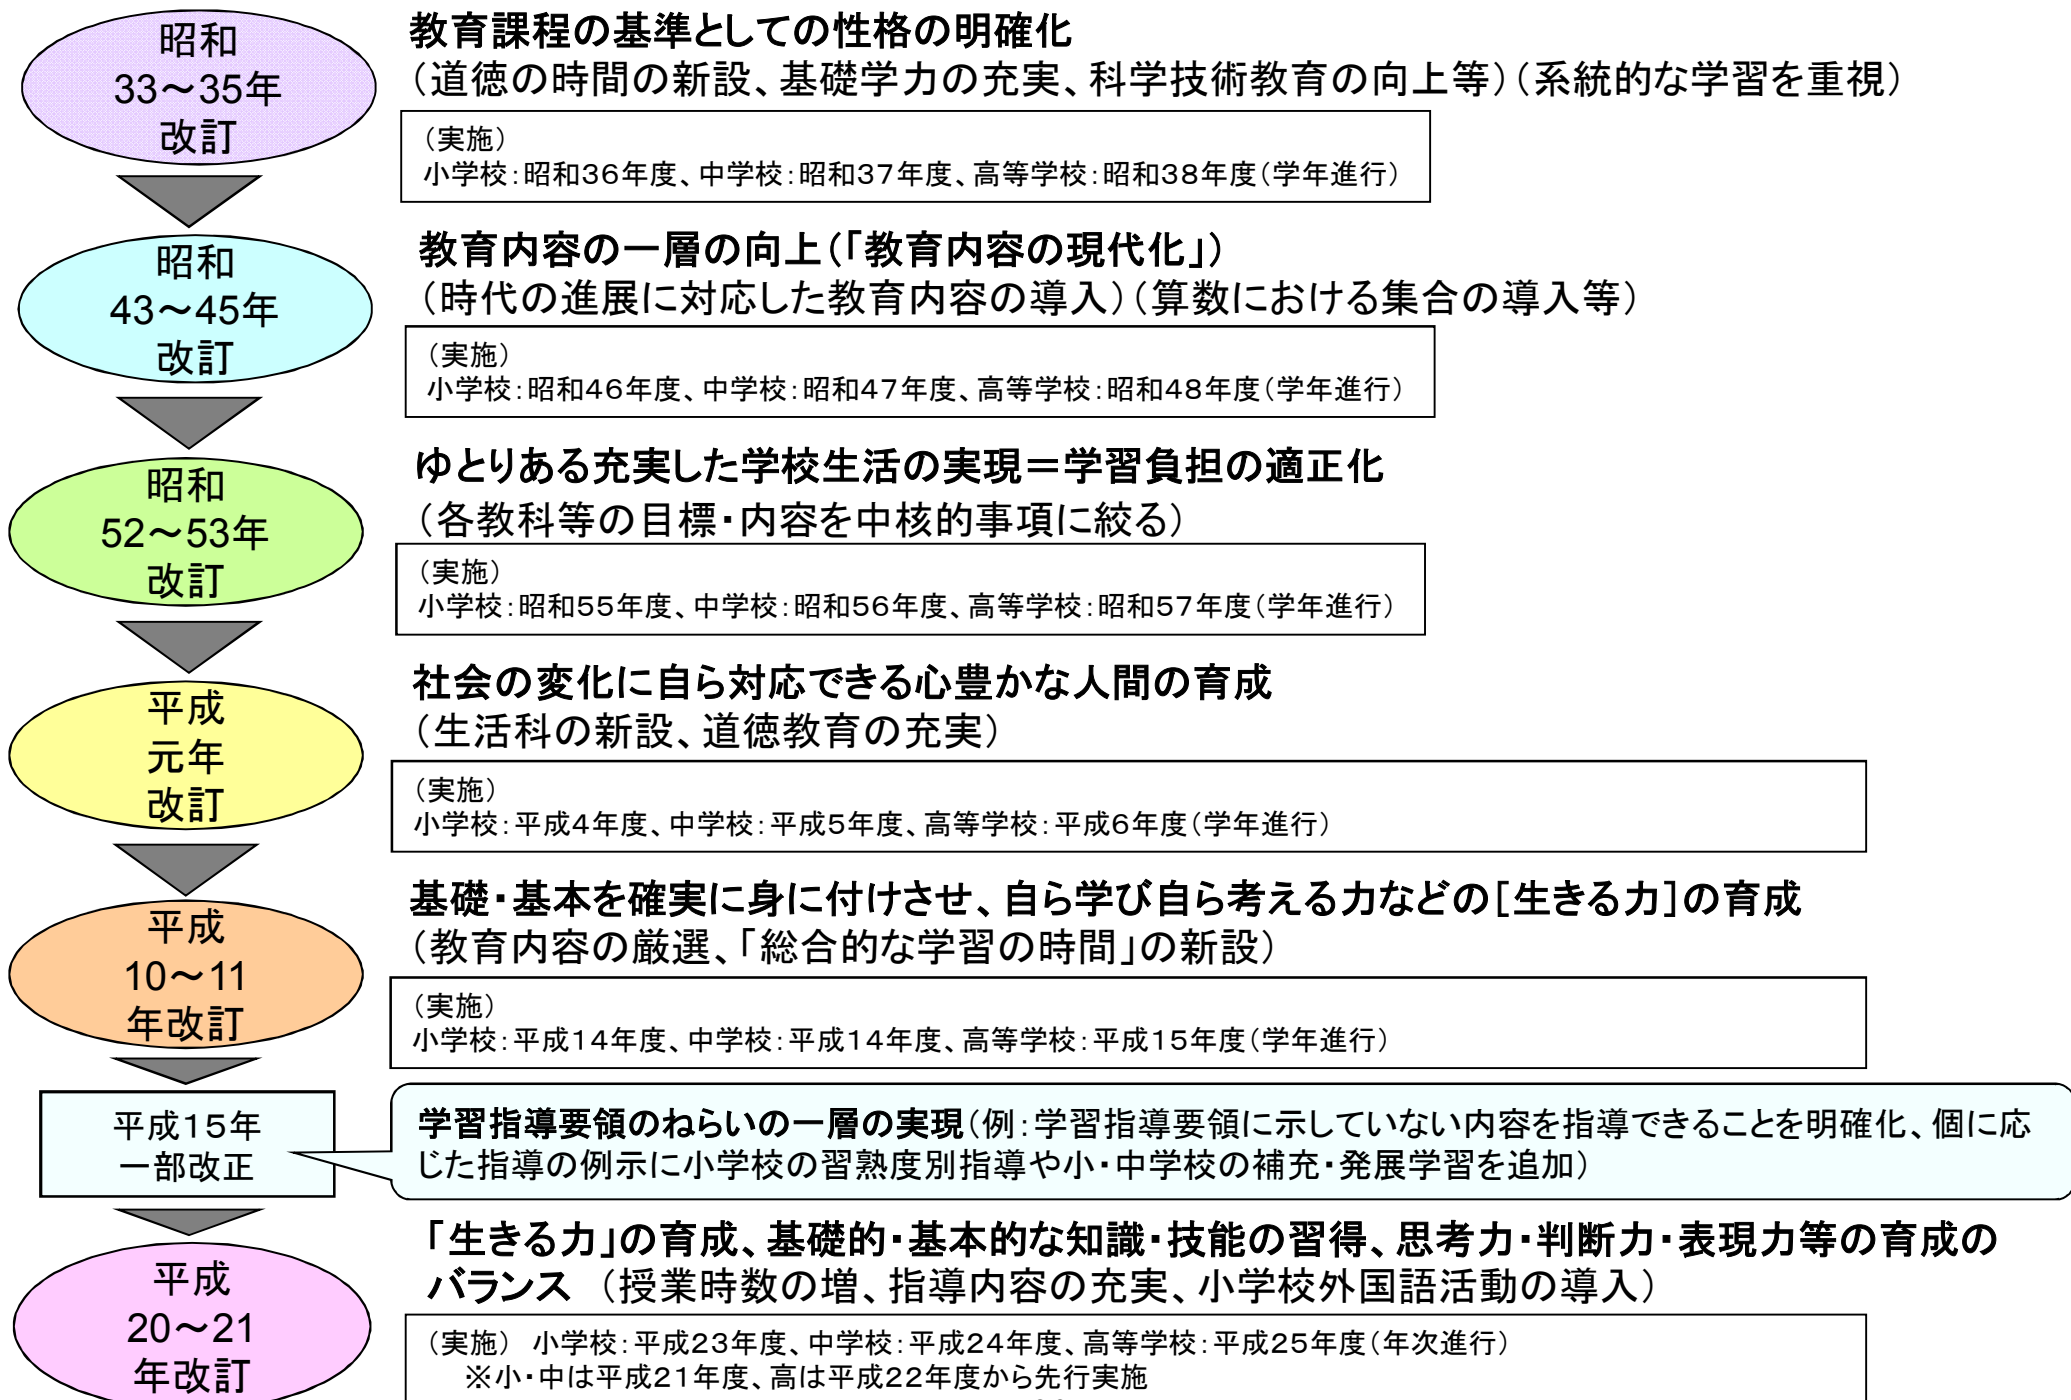 昭和
33～35年
改訂
教育課程の基準としての性格の明確化
（道徳の時間の新設、基礎学力の充実、科学技術教育の向上等）（系統的な学習を重視）
（実施）
小学校：昭和３６年度、中学校：昭和３７年度、高等学校：昭和３８年度（学年進行）
昭和
43～45年
改訂
教育内容の一層の向上（「教育内容の現代化」）
（時代の進展に対応した教育内容の導入）（算数における集合の導入等）
（実施）
小学校：昭和４６年度、中学校：昭和４７年度、高等学校：昭和４８年度（学年進行）
昭和
52～53年
改訂
ゆとりある充実した学校生活の実現＝学習負担の適正化
（各教科等の目標・内容を中核的事項に絞る）
（実施）
小学校：昭和５５年度、中学校：昭和５６年度、高等学校：昭和５７年度（学年進行）
平成
元年
改訂
社会の変化に自ら対応できる心豊かな人間の育成
（生活科の新設、道徳教育の充実）
（実施）
小学校：平成４年度、中学校：平成５年度、高等学校：平成６年度（学年進行）
平成
10～11
年改訂
基礎・基本を確実に身に付けさせ、自ら学び自ら考える力などの［生きる力］の育成
（教育内容の厳選、「総合的な学習の時間」の新設）
（実施）
小学校：平成１４年度、中学校：平成１４年度、高等学校：平成１５年度（学年進行）
平成１５年
一部改正
学習指導要領のねらいの一層の実現（例：学習指導要領に示していない内容を指導できることを明確化、個に応
じた指導の例示に小学校の習熟度別指導や小・中学校の補充・発展学習を追加）
平成
20～21
年改訂
「生きる力」の育成、基礎的・基本的な知識・技能の習得、思考力・判断力・表現力等の育成の
バランス （授業時数の増、指導内容の充実、小学校外国語活動の導入）
（実施） 小学校：平成２３年度、中学校：平成２４年度、高等学校：平成２５年度（年次進行）
※小・中は平成２１年度、高は平成２２年度から先行実施